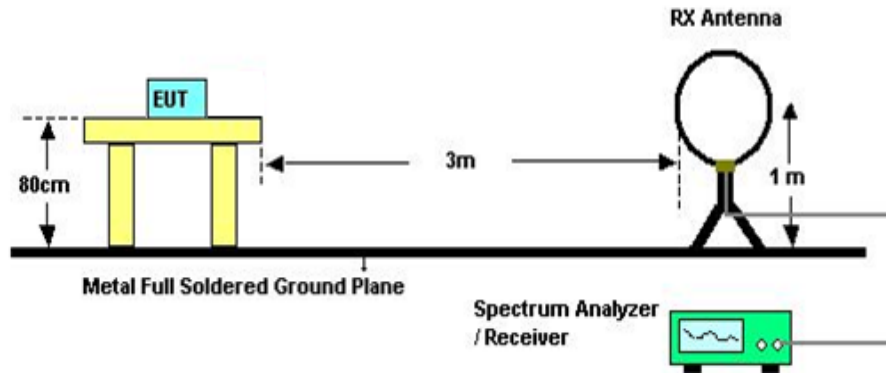 RX Antenna
EUT
80cm
3m
1 m
Metal Full Soldered Ground Plane
Spectrum Analyzer
/ Receiver